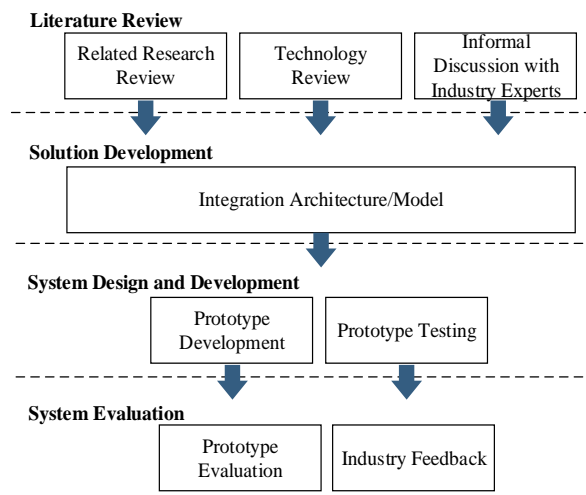 Literature Review
Related Research
Review
Technology
Review
Informal
Discussion with
Industry Experts
Solution Development
Integration Architecture/Model
System Design and Development
Prototype
Development
Prototype Testing
System Evaluation
Prototype
Evaluation
Industry Feedback